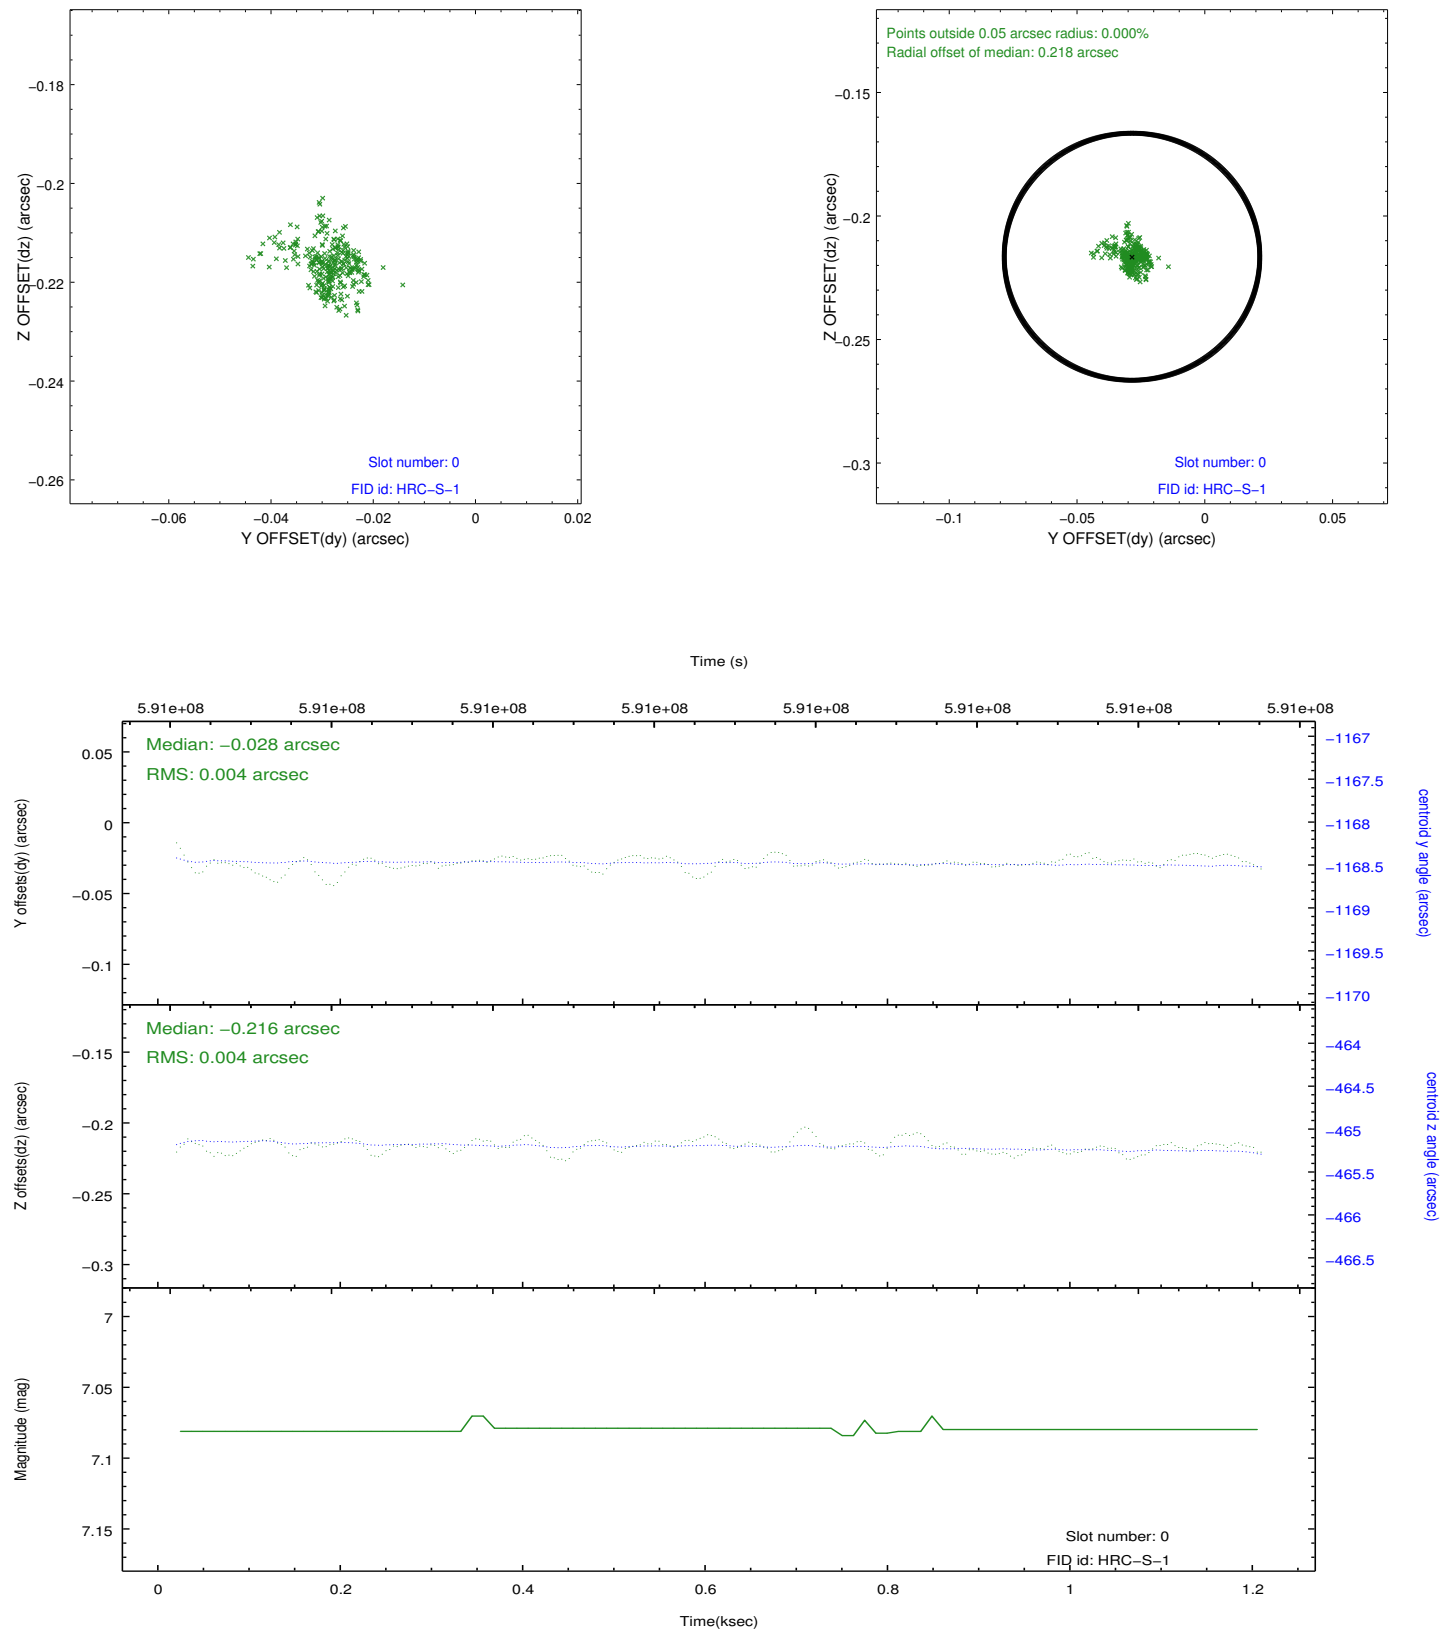 −0.18
−0.2
−0.22
−0.24
−0.26
Z OFFSET(dz) (arcsec)
Slot number: 0
FID id: HRC−S−1
−0.06 −0.04 −0.02 0 0.02
Y OFFSET(dy) (arcsec)
Points outside 0.05 arcsec radius: 0.000%
Radial offset of median: 0.218 arcsec
−0.15
−0.2
−0.25
−0.3
Z OFFSET(dz) (arcsec)
Slot number: 0
FID id: HRC−S−1
−0.1 −0.05 0 0.05
Y OFFSET(dy) (arcsec)
Time (s)
5.91e+08 5.91e+08 5.91e+08 5.91e+08 5.91e+08 5.91e+08 5.91e+08 5.91e+08
Median: −0.028 arcsec
RMS: 0.004 arcsec
0.05
0
−0.05
−0.1
Y offsets(dy) (arcsec)
−1167
−1167.5
−1168
−1168.5
−1169
−1169.5
−1170
centroid y angle (arcsec)
Median: −0.216 arcsec
RMS: 0.004 arcsec
−0.15
−0.2
−0.25
−0.3
Z offsets(dz) (arcsec)
−464
−464.5
−465
−465.5
−466
−466.5
centroid z angle (arcsec)
7
7.05
7.1
7.15
Magnitude (mag)
Slot number: 0
FID id: HRC−S−1
0 0.2 0.4 0.6 0.8 1 1.2
Time(ksec)